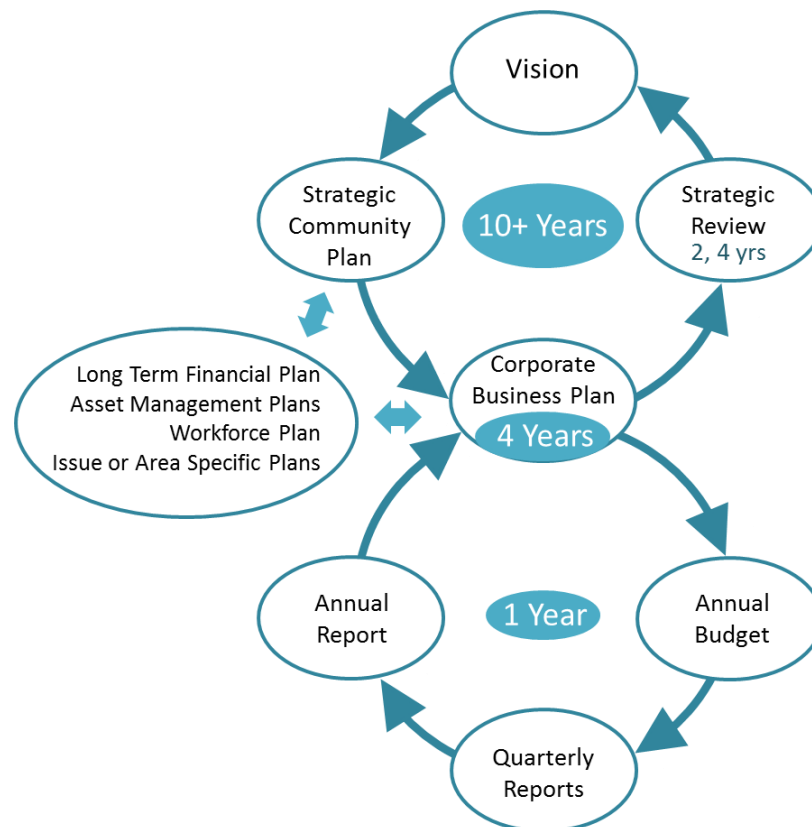 Vision
Strategic
Community
Plan
10+ Years
Strategic
Review
2, 4 yrs
Long Term Financial Plan
Asset Management Plans
Workforce Plan
Issue or Area Specific Plans
Corporate
Business Plan
4 Years
Annual
Report
1 Year
Annual
Budget
Quarterly
Reports